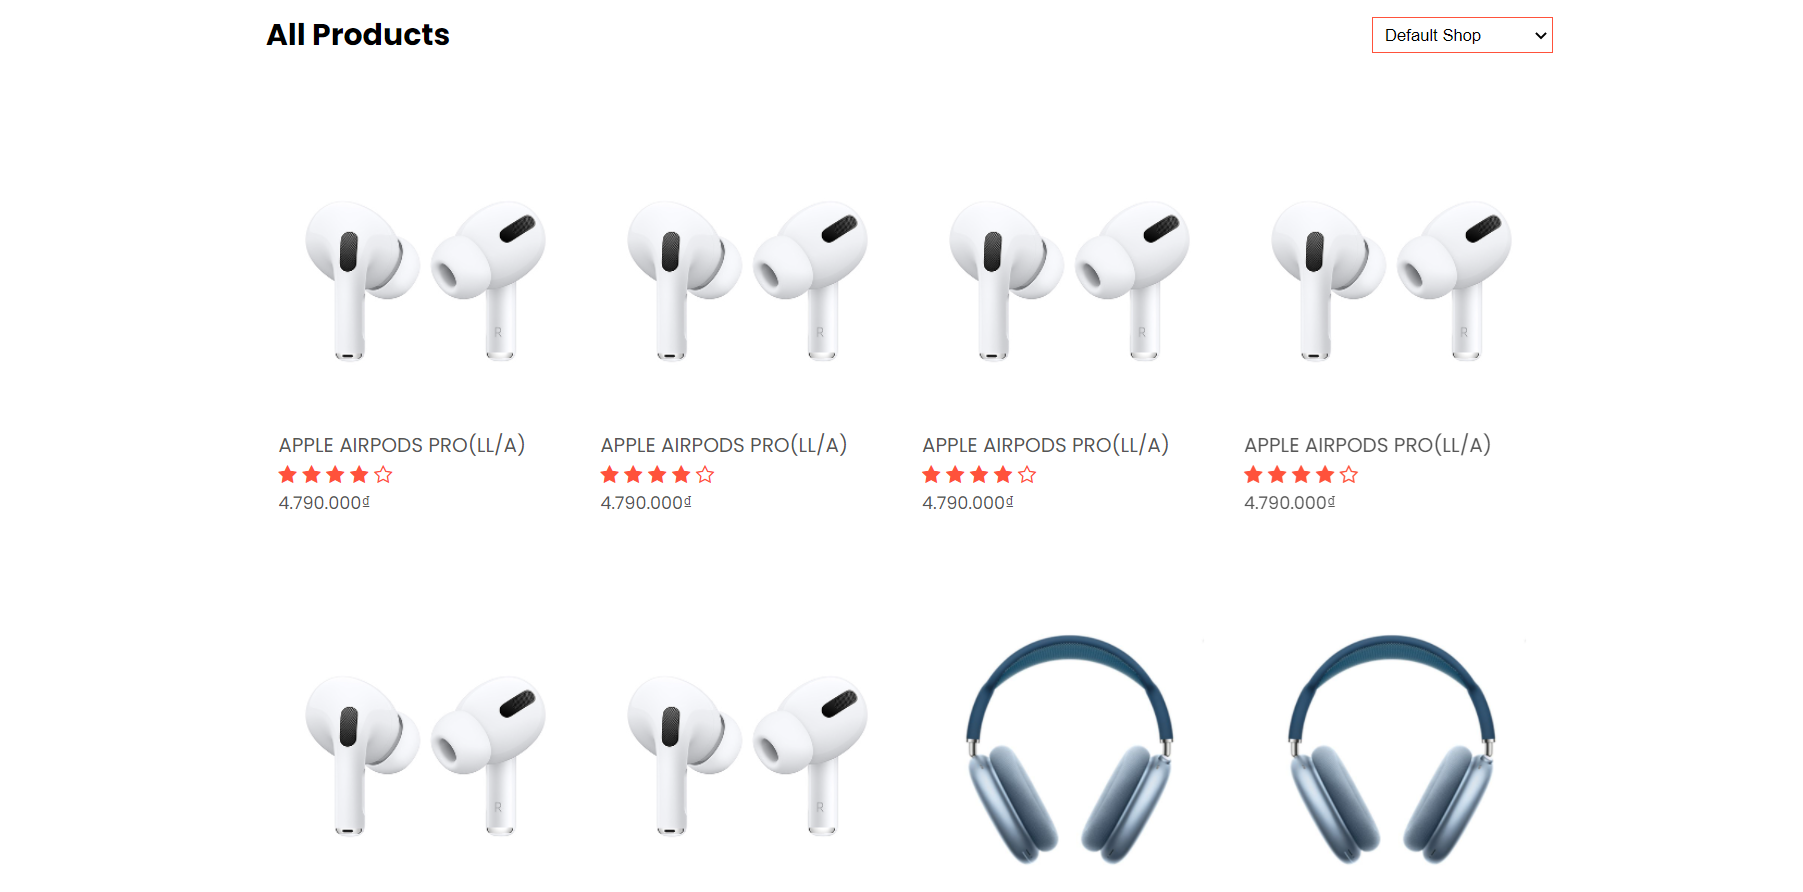 All Products
Default Shop
APPLE AIRPODS PRO(LL/A)
4.790.000₫
APPLE AIRPODS PRO(LL/A)
4.790.000₫
APPLE AIRPODS PRO(LL/A)
4.790.000₫
APPLE AIRPODS PRO(LL/A)
4.790.000₫
R
R
R
R
R
R